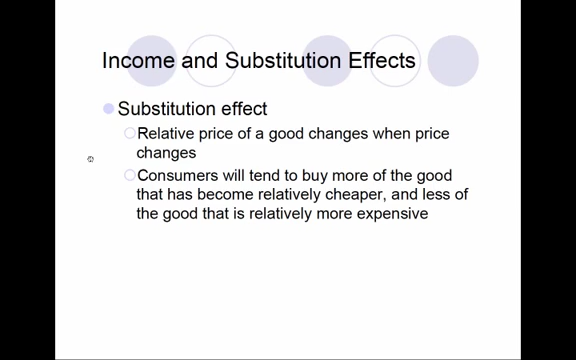 Income and Substitution Effects
Substitution effect
Relative price of a good changes when price
changes
Consumers will tend to buy more of the good
that has become relatively cheaper, and less of
the good that is relatively more expensive